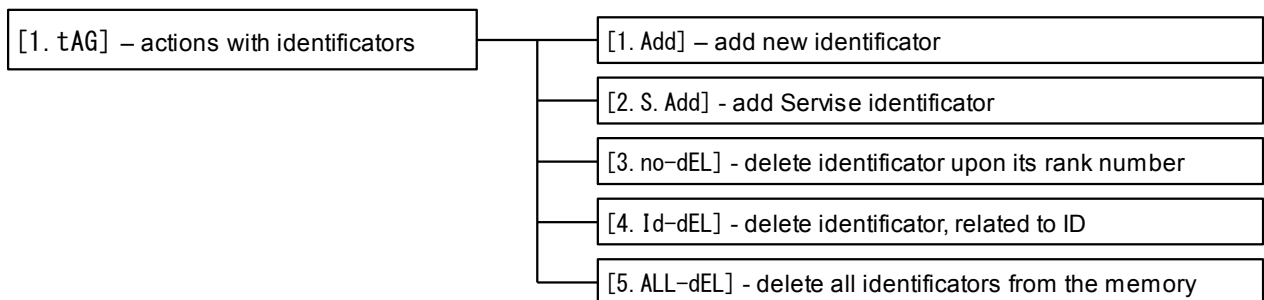 [1. tAG] – actions with identificators
[1. Add] – add new identificator
[2. S. Add] - add Servise identificator
[3. no-dEL] - delete identificator upon its rank number
[4. Id-dEL] - delete identificator, related to ID
[5. ALL-dEL] - delete all identificators from the memory